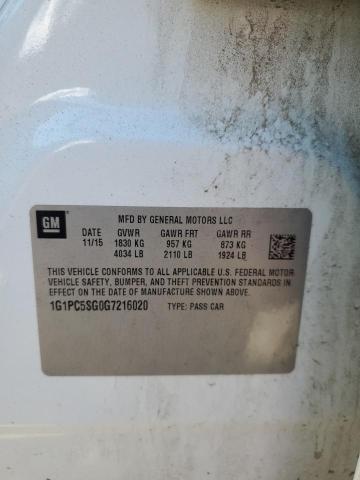 GM MFD BY GENERAL MOTORS LLC
DATE GVWR GAWR FRT GAWR RR
11/15 1830 KG 957 KG 873 KG
4034 LB 2110 LB 1924 LB
THIS VEHICLE CONFORMS TO ALL APPLICABLE U.S. FEDERAL MOTOR
VEHICLE SAFETY, BUMPER, AND THEFT PREVENTION STANDARDS
IN EFFECT ON THE DATE OF MANUFACTURE SHOWN ABOVE.
1G1PC5SG0G7216020 TYPE: PASS CAR